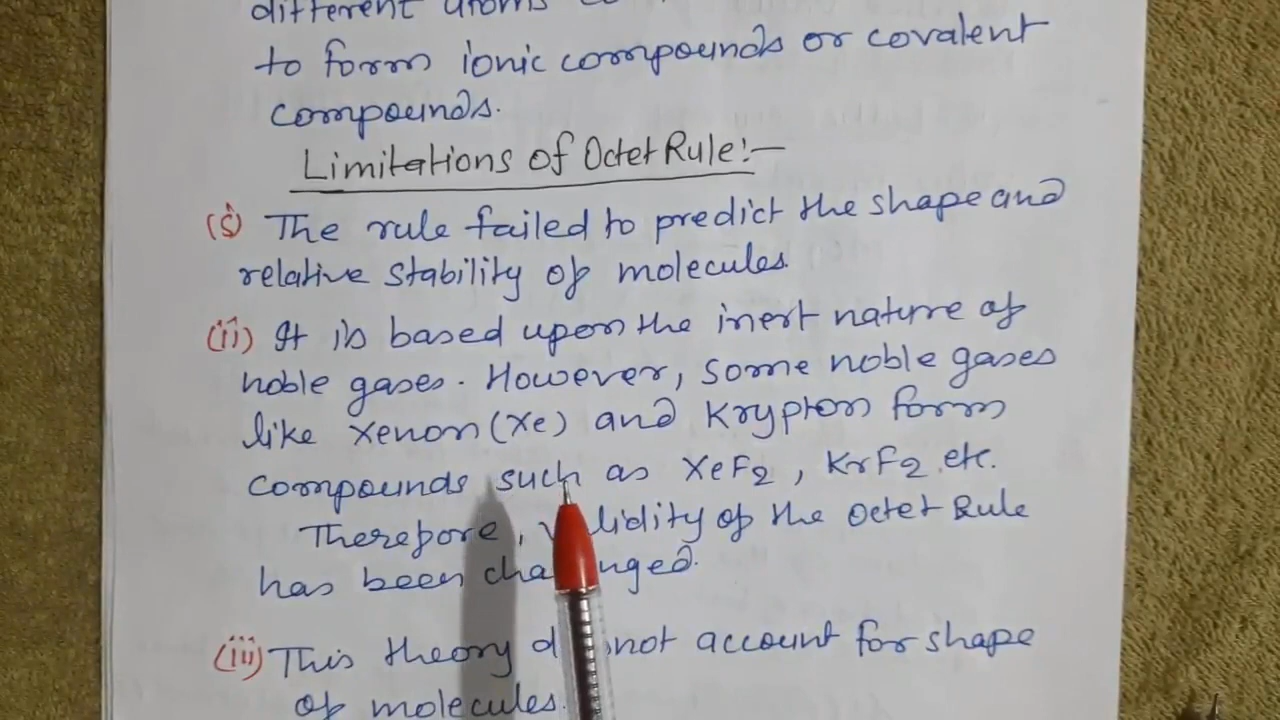 different atoms
to form ionic compounds or covalent
compounds.
Limitations of Octet Rule:-
(i) The rule failed to predict the shape and
relative stability of molecules.
(ii) It is based upon the inert nature of
noble gases. However, some noble gases
like xenon (Xe) and Krypton form
compounds such as XeF2, KrF2 etc.
Therefore, of the Octet Rule
has been
(iii) This theory not account for shape
of molecules.